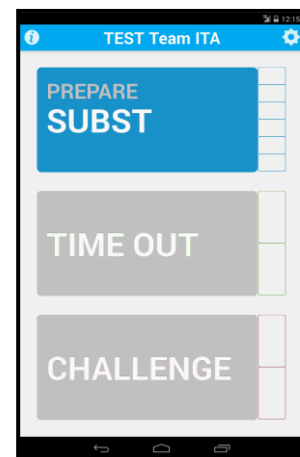 12:15
TEST Team ITA
PREPARE
SUBST
TIME OUT
CHALLENGE